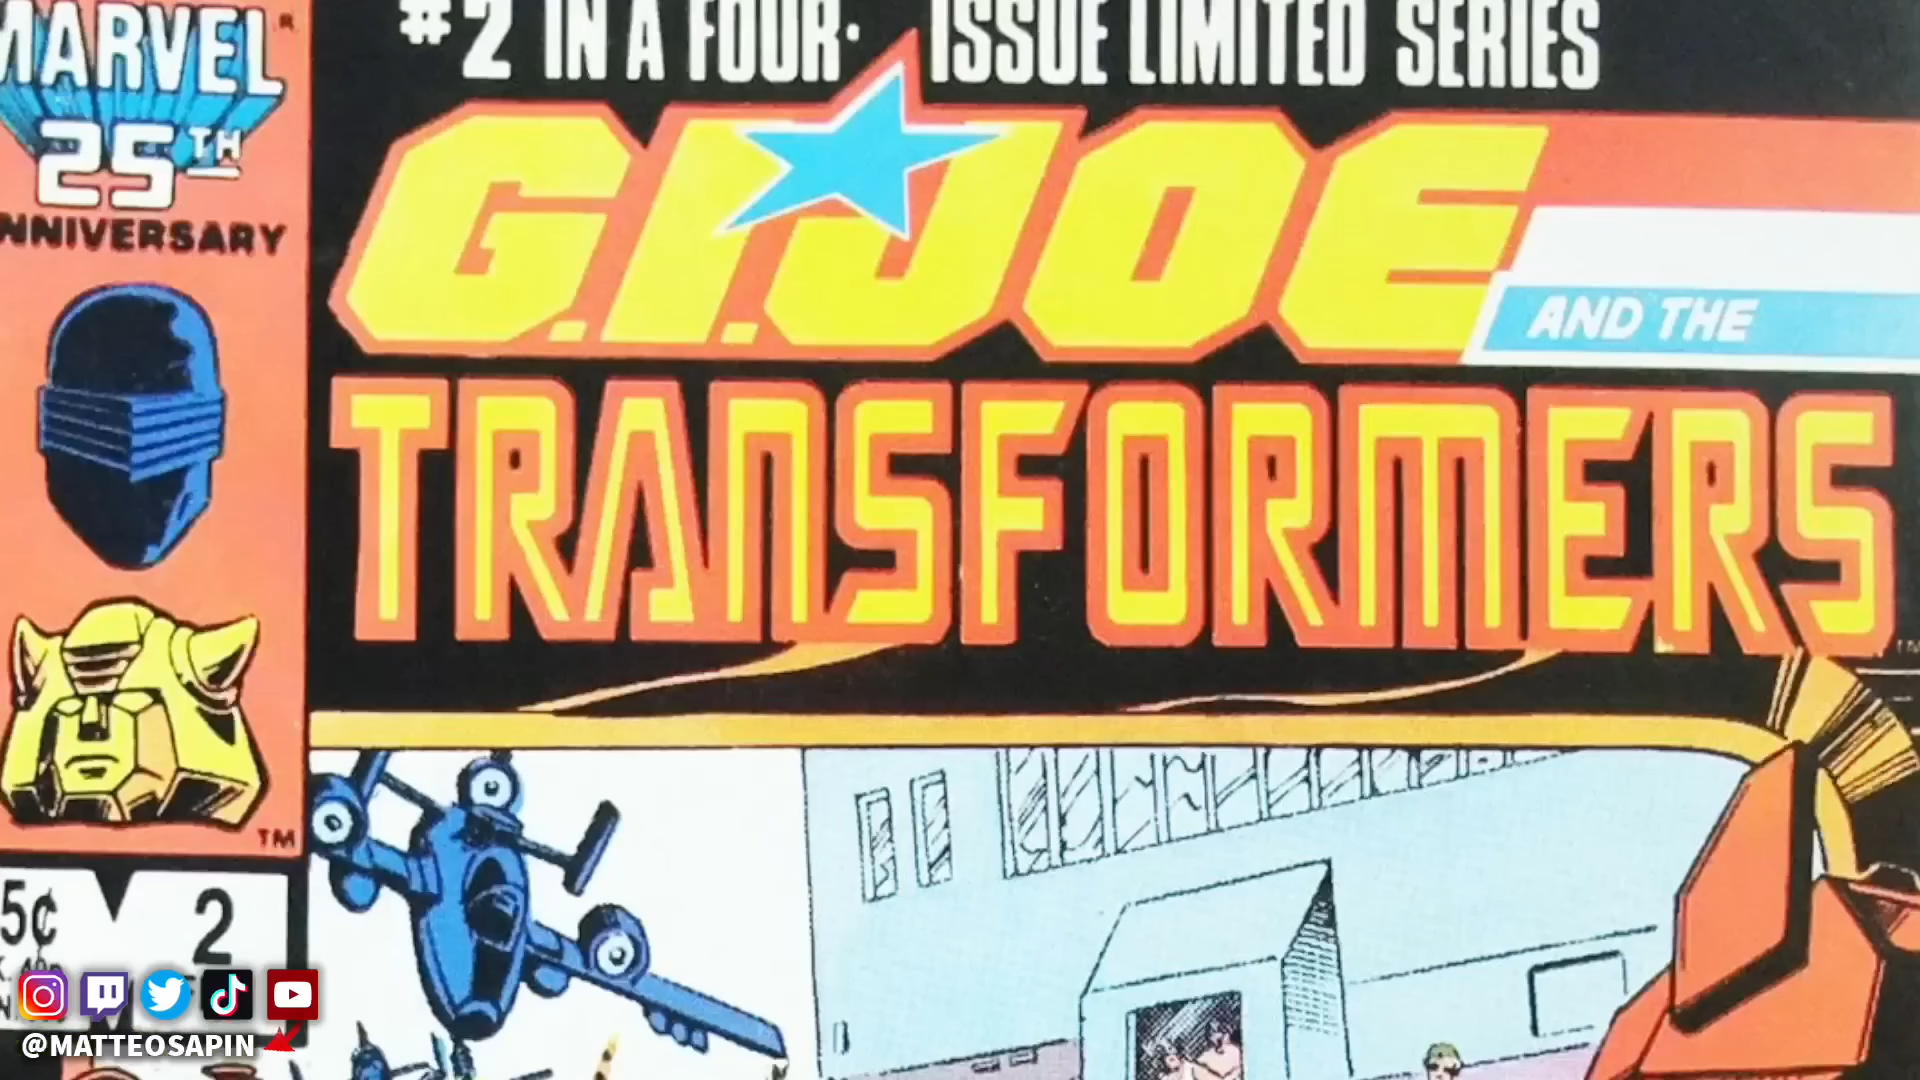 #2 IN A FOUR- ISSUE LIMITED SERIES
MARVEL
25TH
NNIVERSARY
G.I. JOE
AND THE
TRANSFORMERS
TM
5¢
2
@MATTEOSAPIN